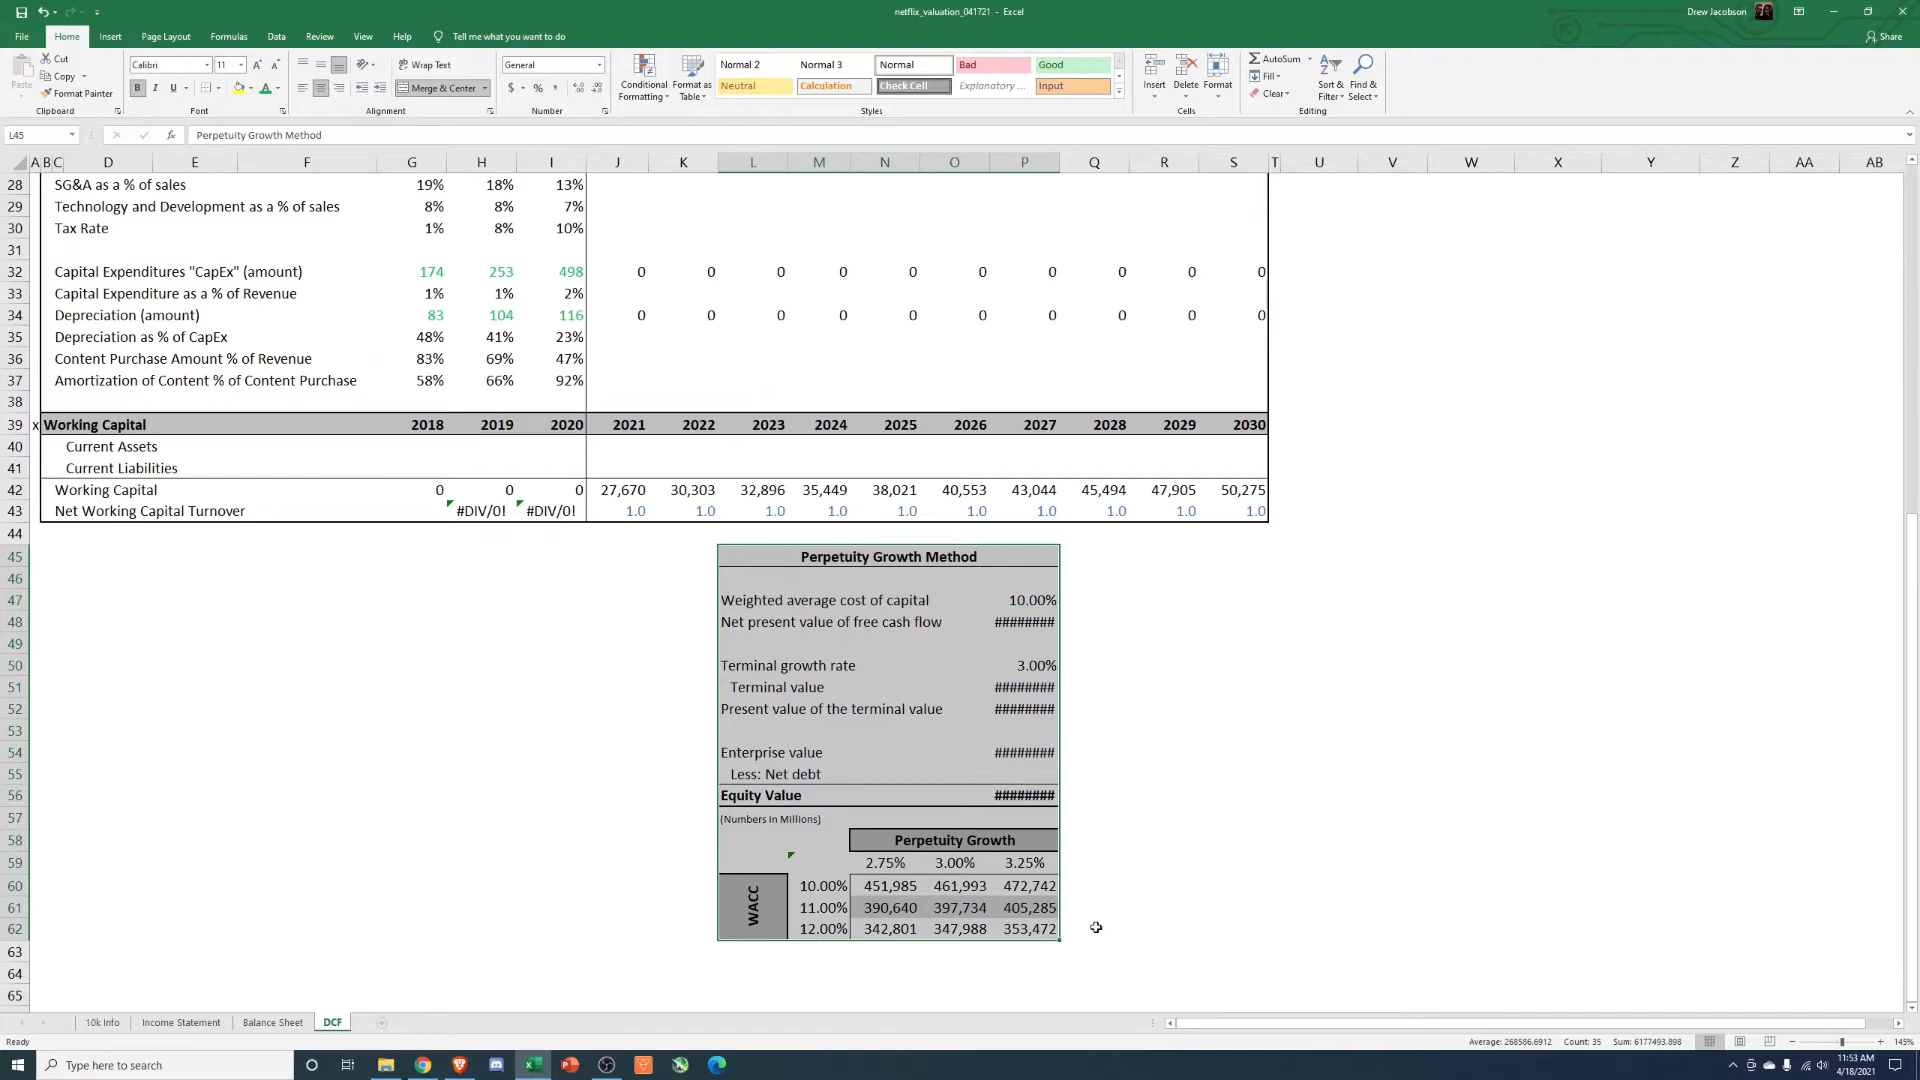 netflix_valuation_041721 - Excel
Drew Jacobson
File Home Insert Page Layout Formulas Data Review View Help Tell me what you want to do Share
Paste Cut Copy Format Painter Clipboard
Calibri 11 B I U A Font
Wrap Text Merge & Center Alignment
General $ % Number
Conditional Formatting Format as Table
Normal 2 Normal 3 Normal Bad Good
Neutral Calculation Check Cell Explanatory ... Input
Styles
Insert Delete Format Cells
AutoSum Fill Clear Sort & Filter Find & Select Editing
L45 fx Perpetuity Growth Method
A B C D E F G H I J K L M N O P Q R S T U V W X Y Z AA AB
28 SG&A as a % of sales 19% 18% 13%
29 Technology and Development as a % of sales 8% 8% 7%
30 Tax Rate 1% 8% 10%
31
32 Capital Expenditures "CapEx" (amount) 174 253 498 0 0 0 0 0 0 0 0 0 0
33 Capital Expenditure as a % of Revenue 1% 1% 2%
34 Depreciation (amount) 83 104 116 0 0 0 0 0 0 0 0 0 0
35 Depreciation as % of CapEx 48% 41% 23%
36 Content Purchase Amount % of Revenue 83% 69% 47%
37 Amortization of Content % of Content Purchase 58% 66% 92%
38
39 x Working Capital 2018 2019 2020 2021 2022 2023 2024 2025 2026 2027 2028 2029 2030
40 Current Assets
41 Current Liabilities
42 Working Capital 0 0 0 27,670 30,303 32,896 35,449 38,021 40,553 43,044 45,494 47,905 50,275
43 Net Working Capital Turnover #DIV/0! #DIV/0! 1.0 1.0 1.0 1.0 1.0 1.0 1.0 1.0 1.0 1.0
44
45 Perpetuity Growth Method
46
47 Weighted average cost of capital 10.00%
48 Net present value of free cash flow ########
49
50 Terminal growth rate 3.00%
51 Terminal value ########
52 Present value of the terminal value ########
53
54 Enterprise value ########
55 Less: Net debt
56 Equity Value ########
57 (Numbers in Millions)
58 Perpetuity Growth
59 2.75% 3.00% 3.25%
60 10.00% 451,985 461,993 472,742
61 WACC 11.00% 390,640 397,734 405,285
62 12.00% 342,801 347,988 353,472
63
64
65
10k Info Income Statement Balance Sheet DCF
Ready Average: 268586.6912 Count: 35 Sum: 6177493.898 145%
Type here to search 11:53 AM
4/18/2021